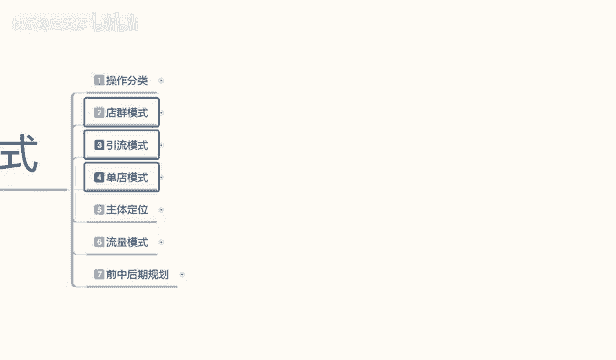 式
1 操作分类
2 店群模式
3 引流模式
4 单店模式
5 主体定位
6 流量模式
7 前中后期规划